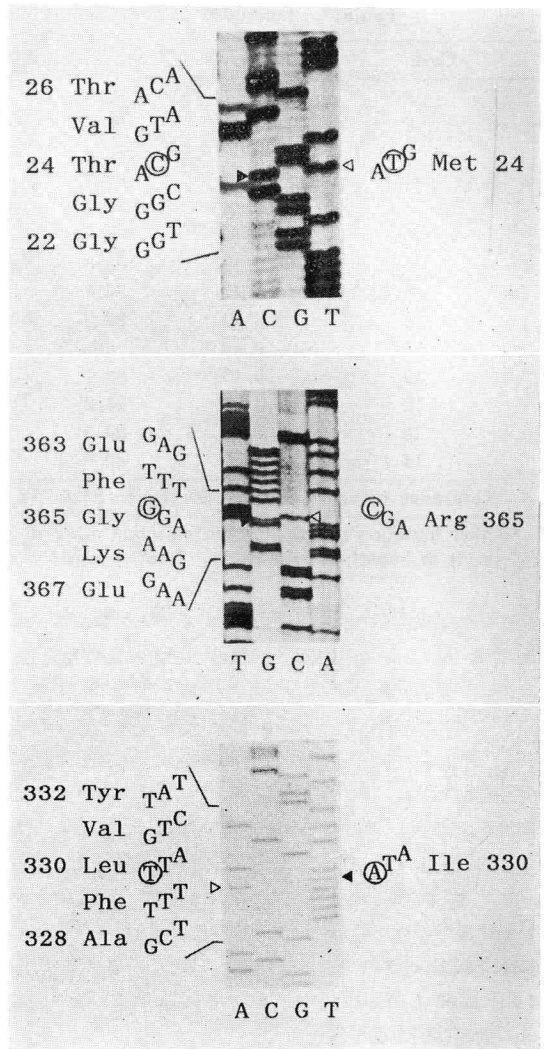 26 Thr ACA
Val GTA
24 Thr ACG ATG Met 24
Gly GGC
22 Gly GGT
A C G T
363 Glu GAG
Phe TTT
365 Gly GGA CGA Arg 365
Lys AAG
367 Glu GAA
T G C A
332 Tyr TAT
Val GTC
330 Leu TTA ATA Ile 330
Phe TTT
328 Ala GCT
A C G T